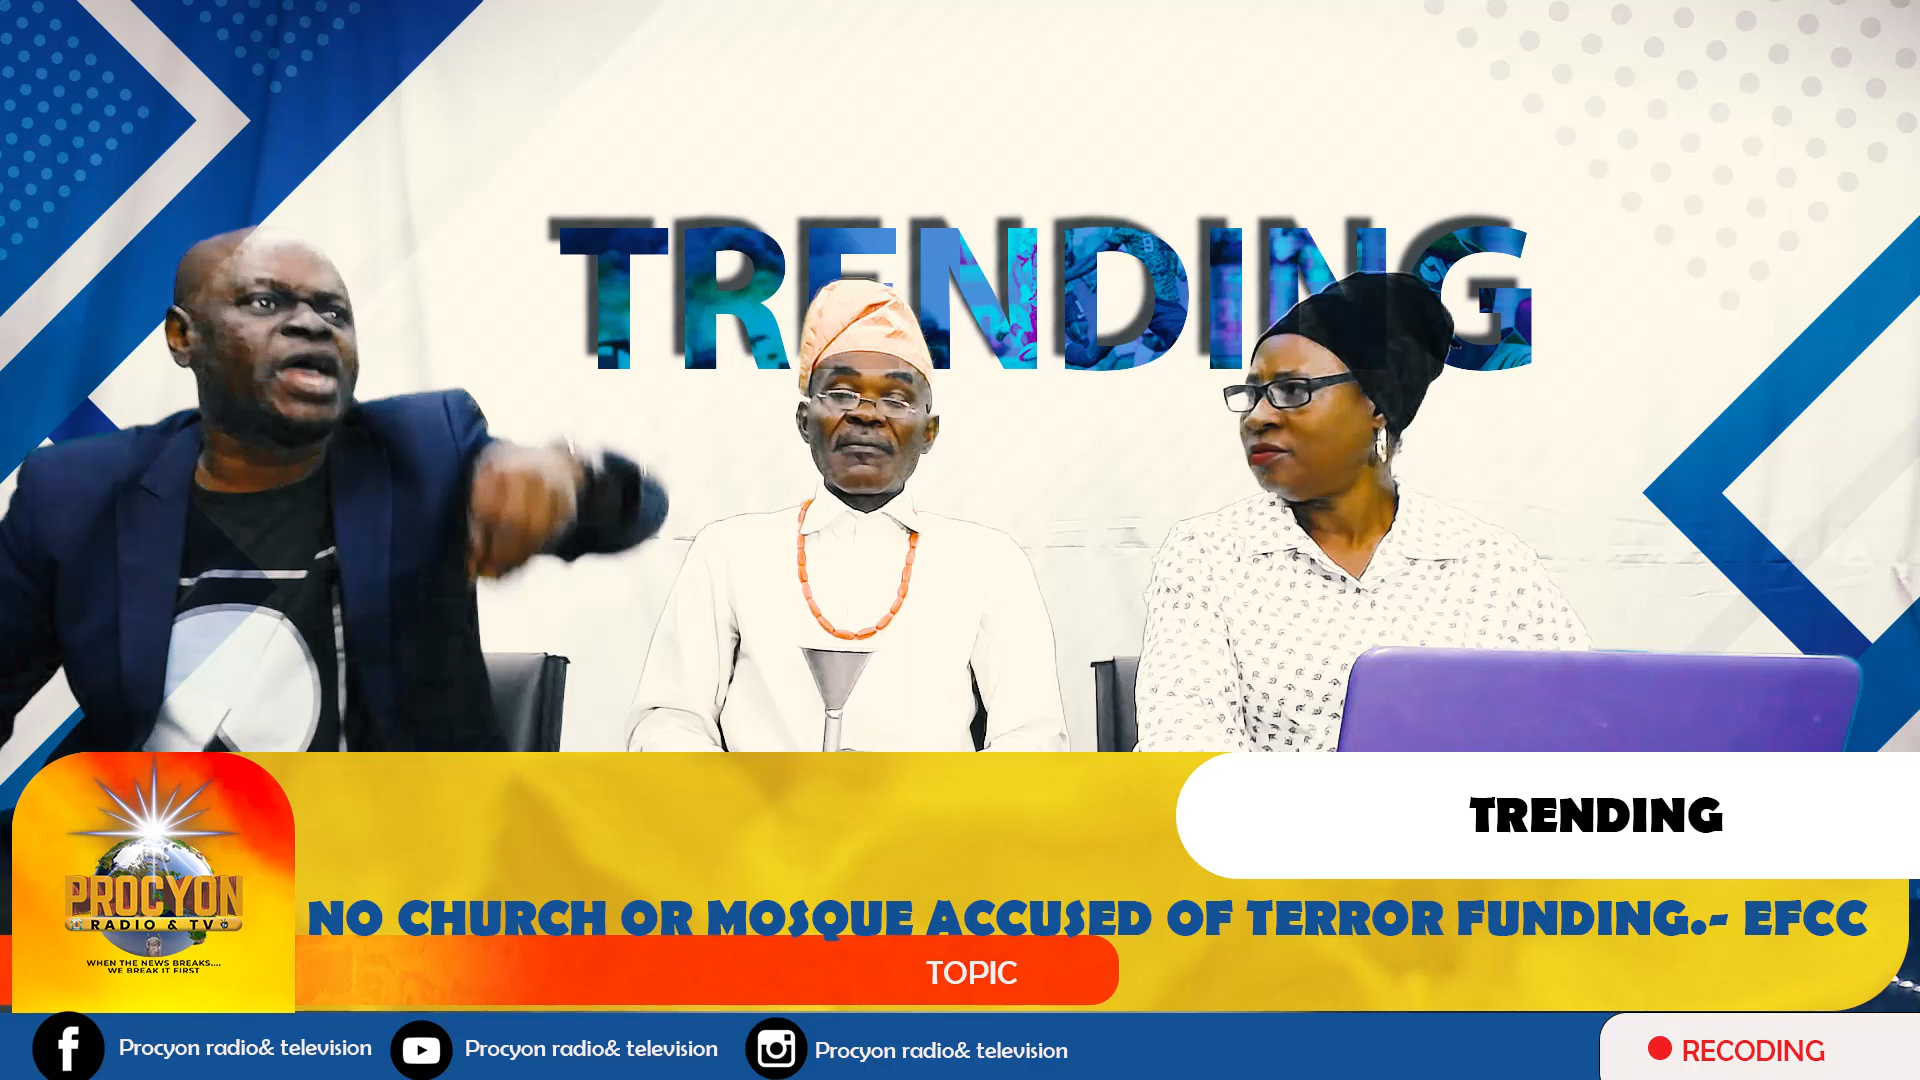 TRENDING
TRENDING
PROCYON
RADIO & TV
WHEN THE NEWS BREAKS....
WE BREAK IT FIRST
NO CHURCH OR MOSQUE ACCUSED OF TERROR FUNDING.- EFCC
TOPIC
Procyon radio& television
Procyon radio& television
Procyon radio& television
RECODING